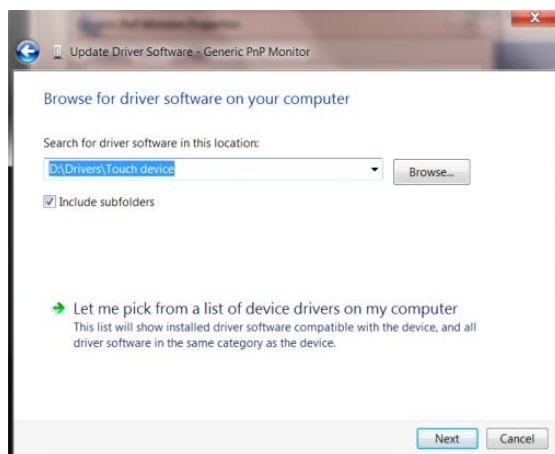 Update Driver Software - Generic PnP Monitor
Browse for driver software on your computer
Search for driver software in this location:
D:\Drivers\Touch device
Browse...
Include subfolders
Let me pick from a list of device drivers on my computer
This list will show installed driver software compatible with the device, and all
driver software in the same category as the device.
Next
Cancel